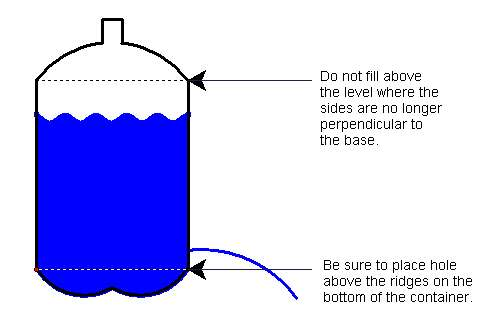 Do not fill above
the level where the
sides are no longer
perpendicular to
the base.
Be sure to place hole
above the ridges on the
bottom of the container.